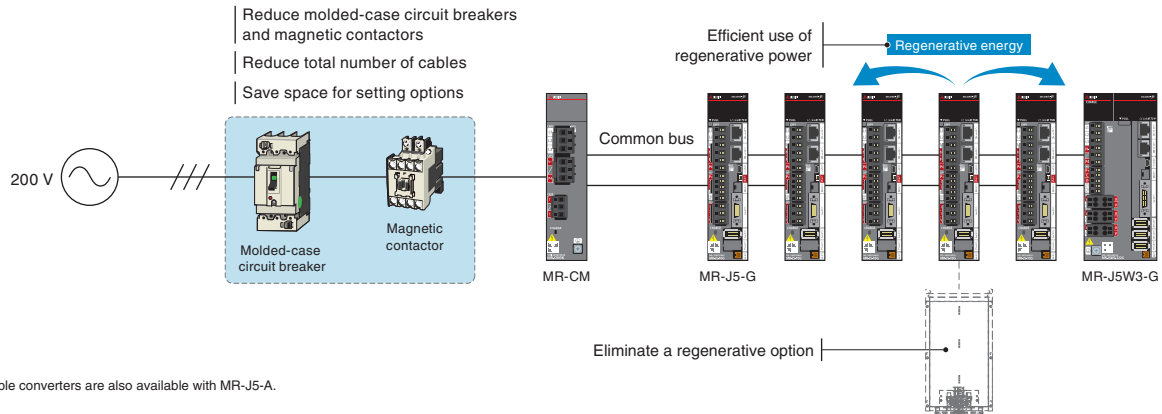 Reduce molded-case circuit breakers
and magnetic contactors
Reduce total number of cables
Save space for setting options
Efficient use of
regenerative power
Regenerative energy
200 V
Common bus
Molded-case
circuit breaker
Magnetic
contactor
MR-CM
MR-J5-G
MR-J5W3-G
Eliminate a regenerative option
converters are also available with MR-J5-A.